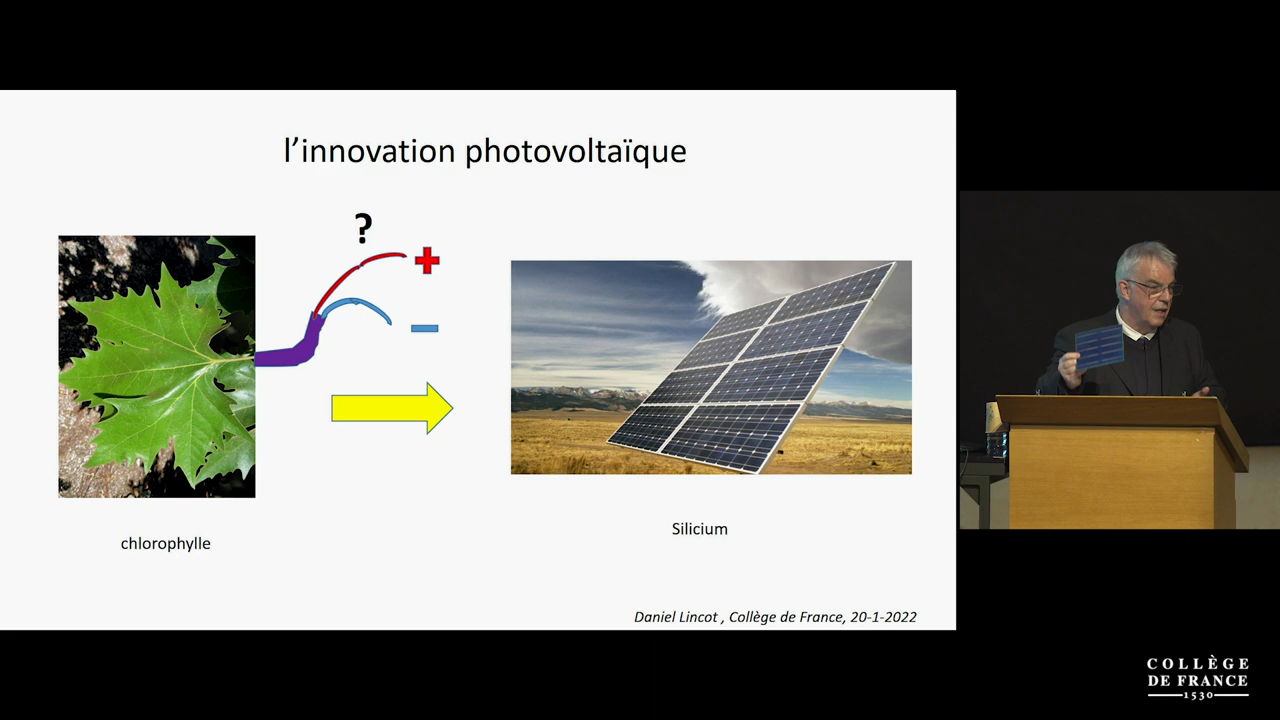 l’innovation photovoltaïque
?
+
−
chlorophylle
Silicium
Daniel Lincot , Collège de France, 20-1-2022
COLLÈGE
DE FRANCE
1530